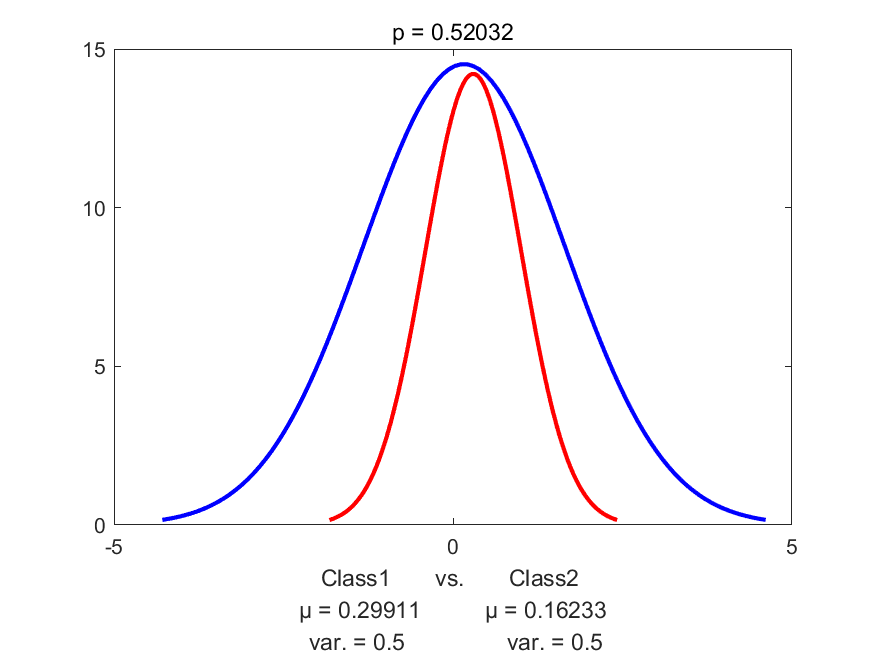 p = 0.52032
15
10
5
0
-5 0 5
Class1 vs. Class2
μ = 0.29911 μ = 0.16233
var. = 0.5 var. = 0.5